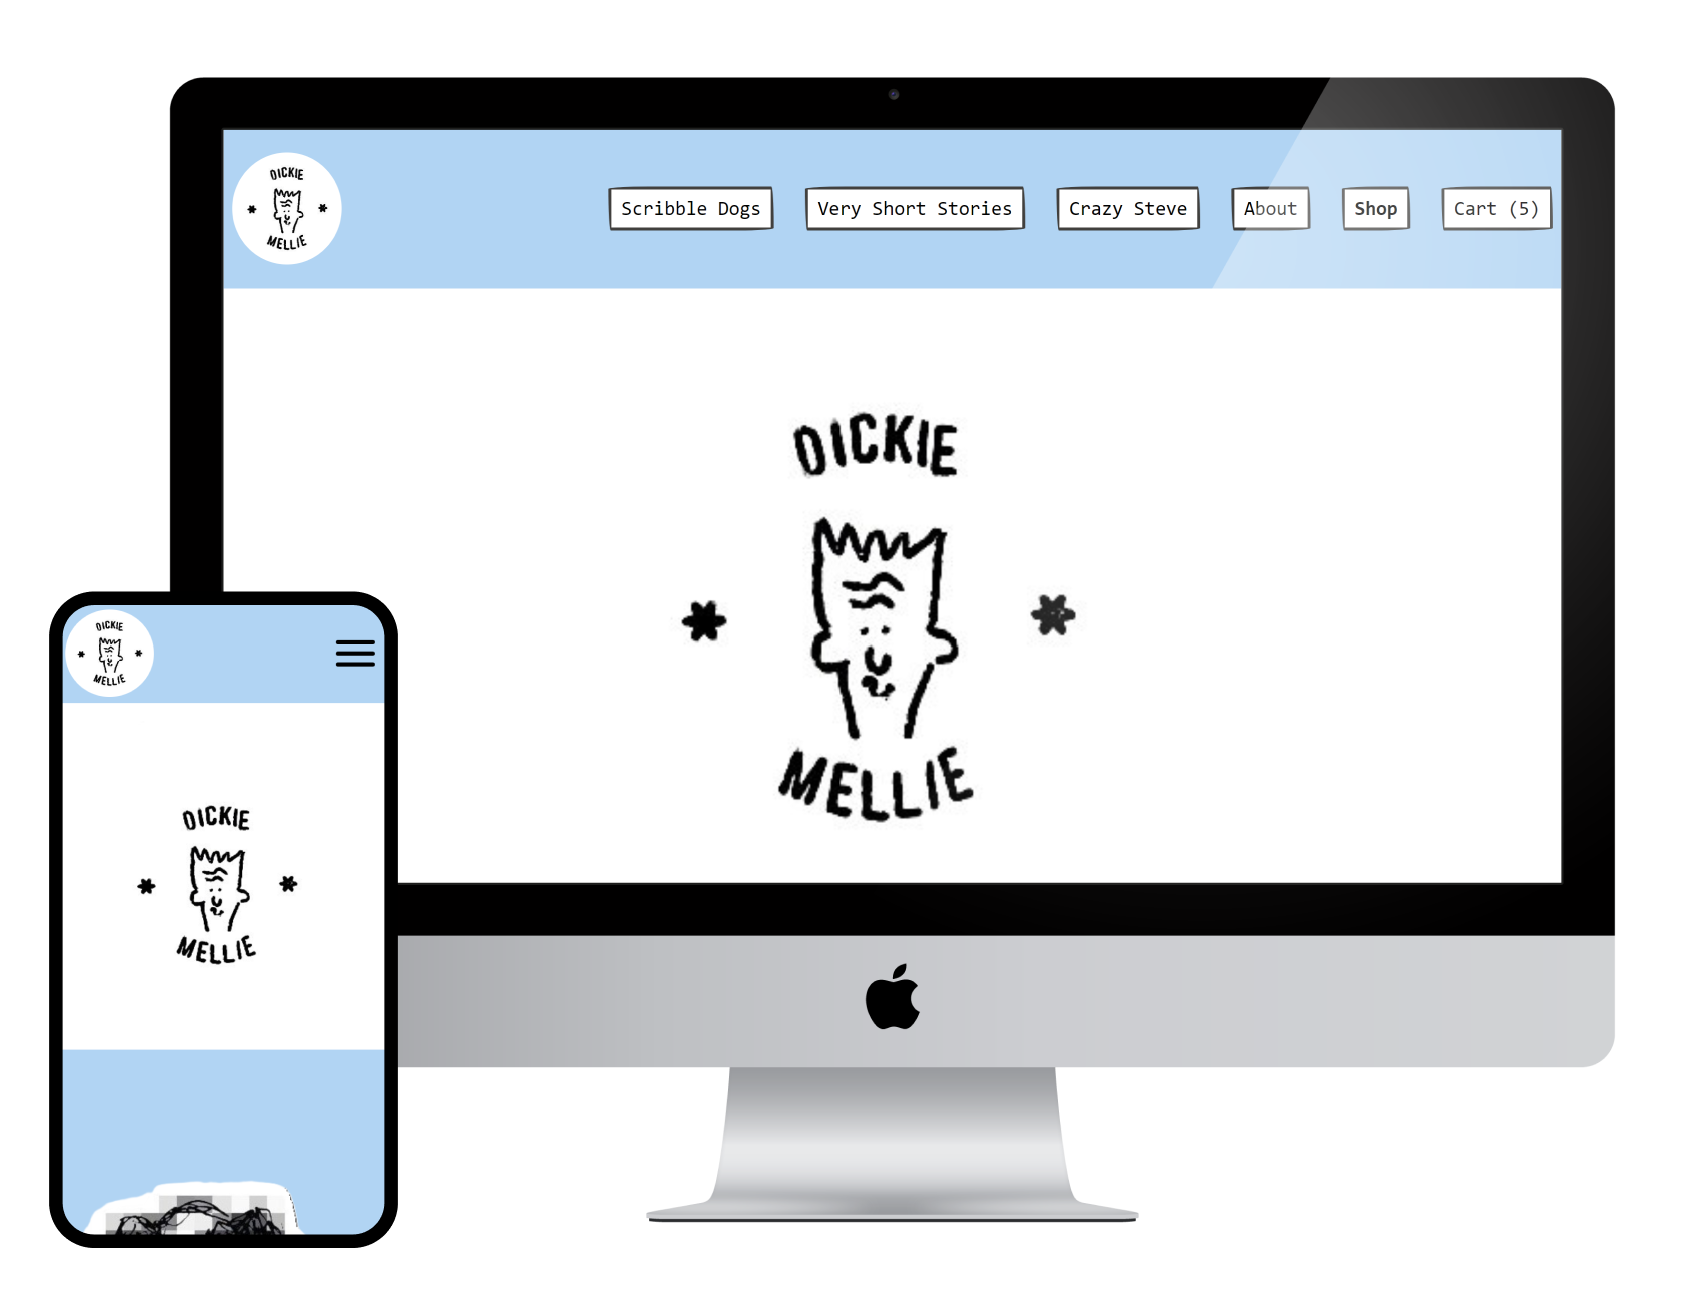 DICKIE
MELLIE
Scribble Dogs
Very Short Stories
Crazy Steve
About
Shop
Cart (5)
DICKIE
MELLIE
DICKIE
MELLIE
DICKIE
MELLIE